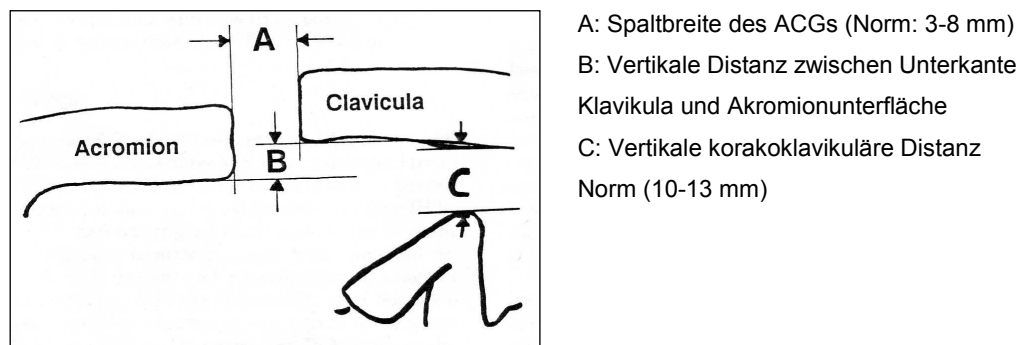 A
Clavicula
Acromion
B
C
A: Spaltbreite des ACGs (Norm: 3-8 mm)
B: Vertikale Distanz zwischen Unterkante
Klavikula und Akromionunterfläche
C: Vertikale korakoklavikuläre Distanz
Norm (10-13 mm)